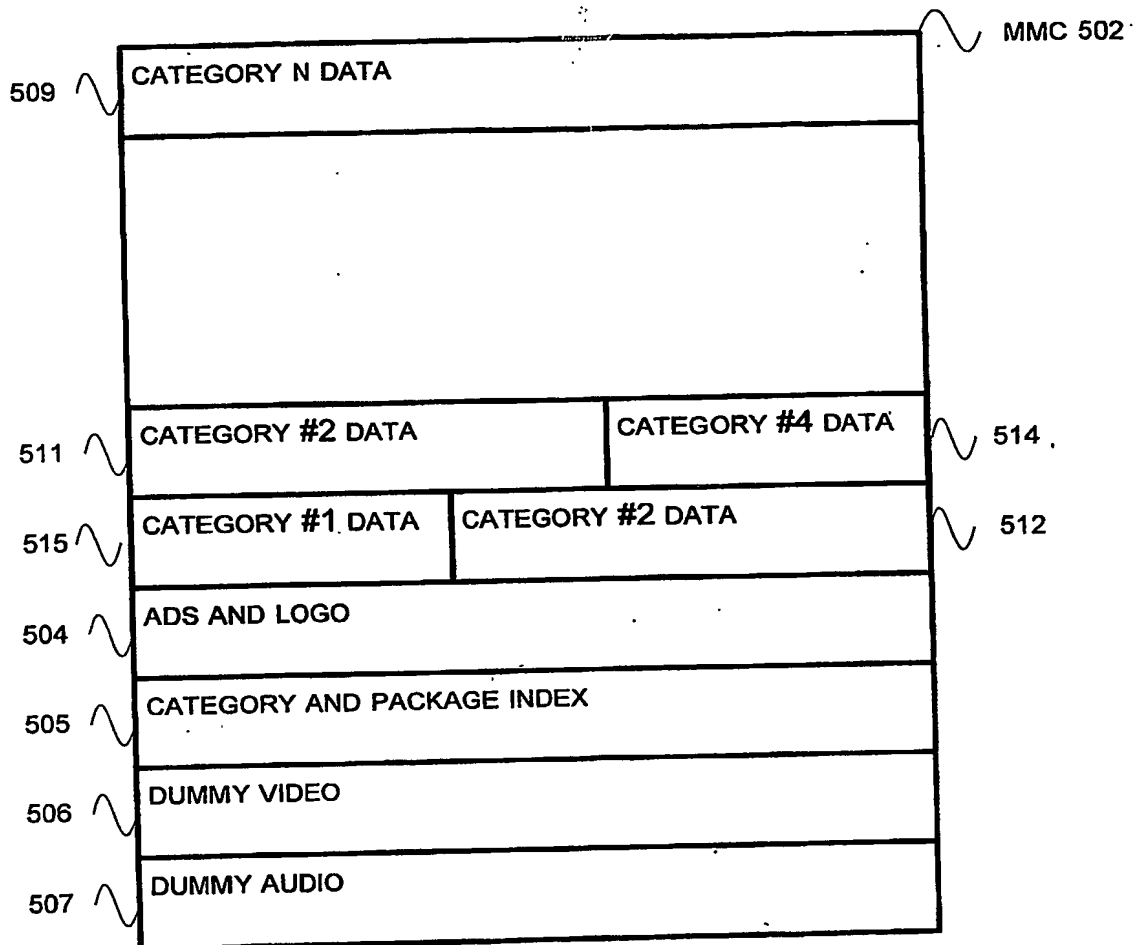 MMC 502
509 CATEGORY N DATA
511 CATEGORY #2 DATA CATEGORY #4 DATA 514
515 CATEGORY #1 DATA CATEGORY #2 DATA 512
504 ADS AND LOGO
505 CATEGORY AND PACKAGE INDEX
506 DUMMY VIDEO
507 DUMMY AUDIO